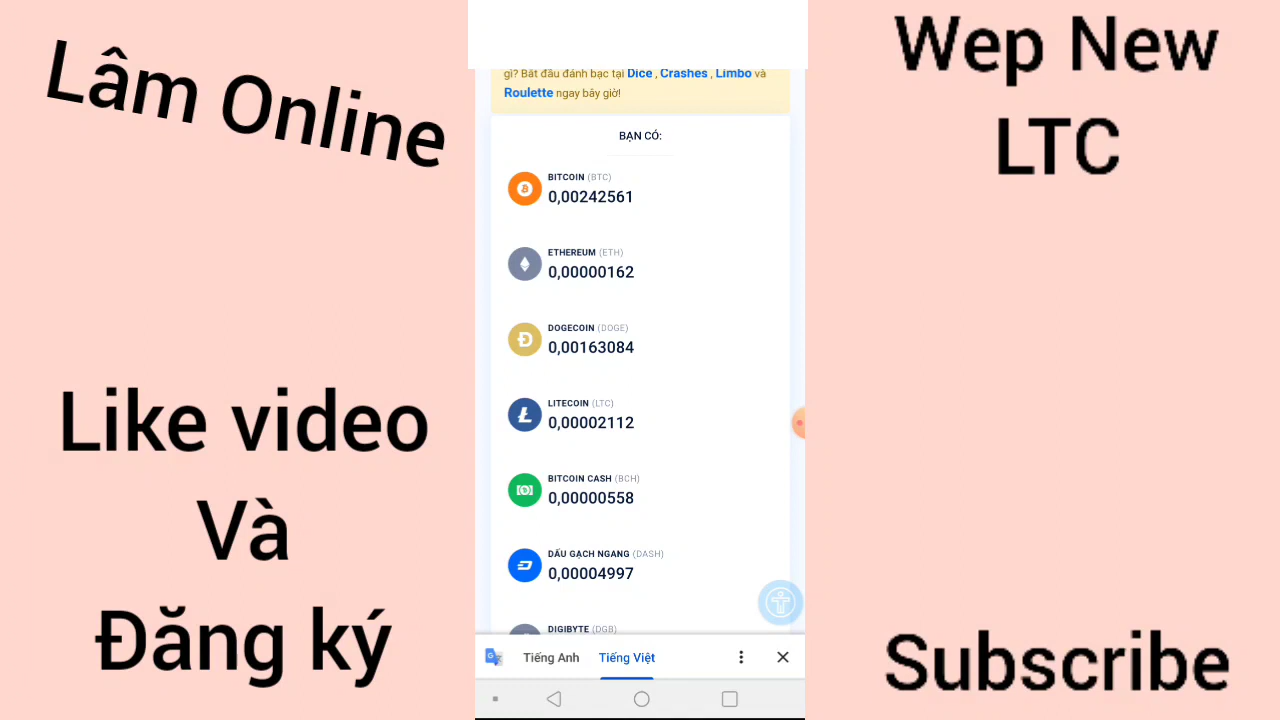 Lâm Online
Wep New
LTC
Like video
Và
Đăng ký
Subscribe
gì? Bắt đầu đánh bạc tại Dice , Crashes , Limbo và
Roulette ngay bây giờ!
BẠN CÓ:
BITCOIN (BTC)
0,00242561
ETHEREUM (ETH)
0,00000162
DOGECOIN (DOGE)
0,00163084
LITECOIN (LTC)
0,00002112
BITCOIN CASH (BCH)
0,00000558
DẤU GẠCH NGANG (DASH)
0,00004997
DIGIBYTE (DGB)
Tiếng Anh
Tiếng Việt